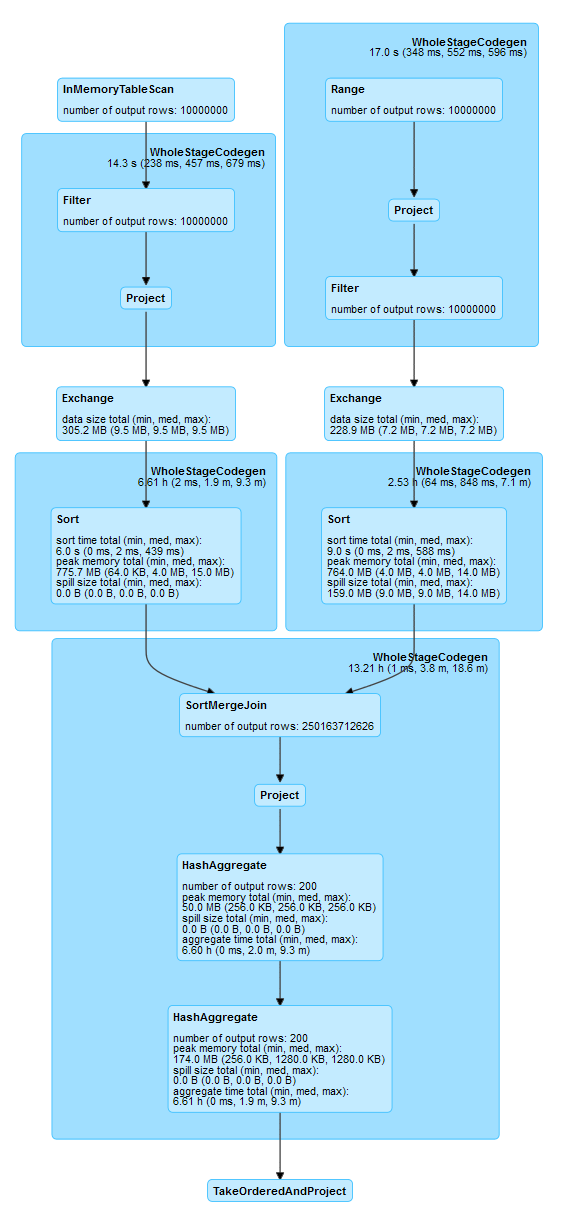 WholeStageCodegen
17.0 s (348 ms, 552 ms, 596 ms)
InMemoryTableScan
number of output rows: 10000000
Range
number of output rows: 10000000
WholeStageCodegen
14.3 s (238 ms, 457 ms, 679 ms)
Filter
number of output rows: 10000000
Project
Project
Filter
number of output rows: 10000000
Exchange
data size total (min, med, max):
305.2 MB (9.5 MB, 9.5 MB, 9.5 MB)
Exchange
data size total (min, med, max):
228.9 MB (7.2 MB, 7.2 MB, 7.2 MB)
WholeStageCodegen
6.61 h (2 ms, 1.9 m, 9.3 m)
Sort
sort time total (min, med, max):
6.0 s (0 ms, 2 ms, 439 ms)
peak memory total (min, med, max):
775.7 MB (64.0 KB, 4.0 MB, 15.0 MB)
spill size total (min, med, max):
0.0 B (0.0 B, 0.0 B, 0.0 B)
WholeStageCodegen
2.53 h (64 ms, 848 ms, 7.1 m)
Sort
sort time total (min, med, max):
9.0 s (0 ms, 2 ms, 588 ms)
peak memory total (min, med, max):
764.0 MB (4.0 MB, 4.0 MB, 14.0 MB)
spill size total (min, med, max):
159.0 MB (9.0 MB, 9.0 MB, 14.0 MB)
WholeStageCodegen
13.21 h (1 ms, 3.8 m, 18.6 m)
SortMergeJoin
number of output rows: 250163712626
Project
HashAggregate
number of output rows: 200
peak memory total (min, med, max):
50.0 MB (256.0 KB, 256.0 KB, 256.0 KB)
spill size total (min, med, max):
0.0 B (0.0 B, 0.0 B, 0.0 B)
aggregate time total (min, med, max):
6.60 h (0 ms, 2.0 m, 9.3 m)
HashAggregate
number of output rows: 200
peak memory total (min, med, max):
174.0 MB (256.0 KB, 1280.0 KB, 1280.0 KB)
spill size total (min, med, max):
0.0 B (0.0 B, 0.0 B, 0.0 B)
aggregate time total (min, med, max):
6.61 h (0 ms, 1.9 m, 9.3 m)
TakeOrderedAndProject